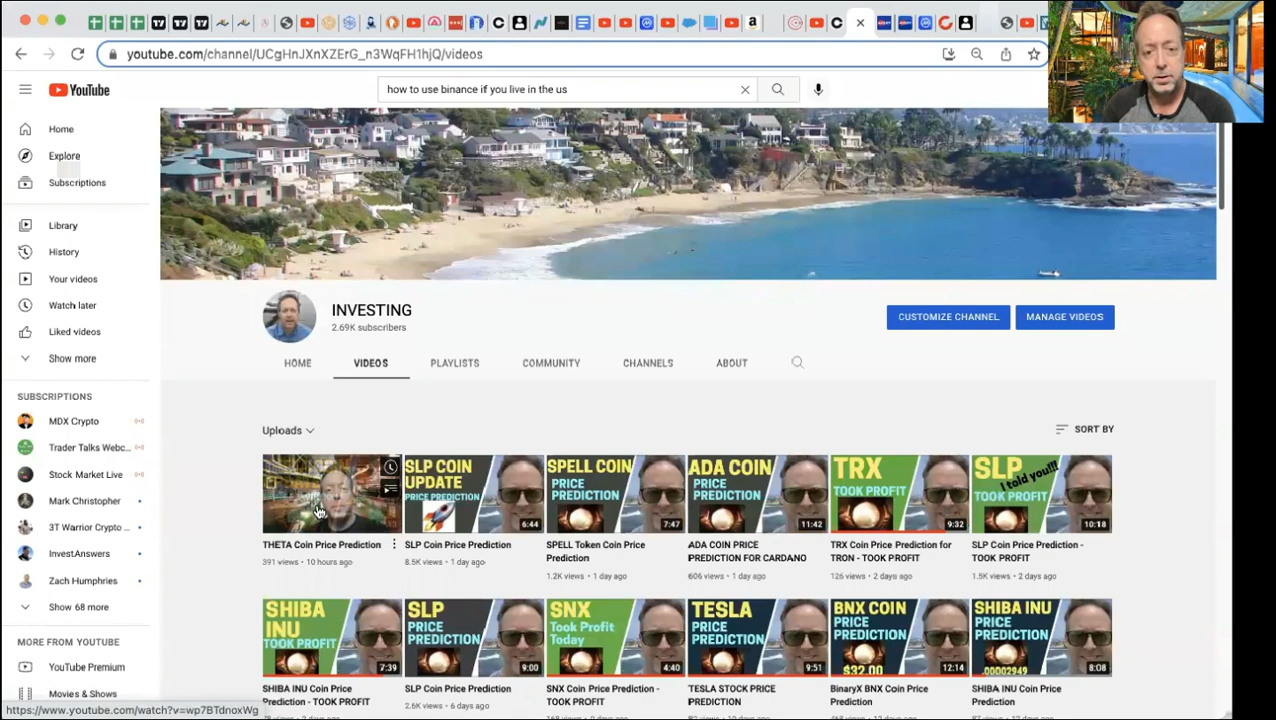 youtube.com/channel/UCgHnJXnXZErG_n3WqFH1hjQ/videos
YouTube
how to use binance if you live in the us
Home
Explore
Subscriptions
Library
History
Your videos
Watch later
Liked videos
Show more
SUBSCRIPTIONS
MDX Crypto
Trader Talks Webc...
Stock Market Live
Mark Christopher
3T Warrior Crypto ...
InvestAnswers
Zach Humphries
Show 68 more
MORE FROM YOUTUBE
YouTube Premium
Movies & Shows
https://www.youtube.com/watch?v=wp7BTdnoxWg
INVESTING
2.69K subscribers
CUSTOMIZE CHANNEL
MANAGE VIDEOS
HOME
VIDEOS
PLAYLISTS
COMMUNITY
CHANNELS
ABOUT
Uploads
SORT BY
THETA Coin Price Prediction
391 views • 10 hours ago
SLP COIN
UPDATE
PRICE PREDICTION
6:44
SLP Coin Price Prediction
8.5K views • 1 day ago
SPELL COIN
PRICE
PREDICTION
7:47
SPELL Token Coin Price
Prediction
1.2K views • 1 day ago
ADA COIN
PRICE
PREDICTION
11:42
ADA COIN PRICE
PREDICTION FOR CARDANO
606 views • 1 day ago
TRX
TOOK PROFIT
9:32
TRX Coin Price Prediction for
TRON - TOOK PROFIT
126 views • 2 days ago
SLP
I told you!!!
TOOK PROFIT
10:18
SLP Coin Price Prediction -
TOOK PROFIT
1.5K views • 2 days ago
SHIBA
INU
TOOK PROFIT
7:39
SHIBA INU Coin Price
Prediction - TOOK PROFIT
SLP
PRICE
PREDICTION
9:00
SLP Coin Price Prediction
2.6K views • 6 days ago
SNX
Took Profit
Today
4:40
SNX Coin Price Prediction -
TOOK PROFIT
TESLA
PRICE
PREDICTION
9:51
TESLA STOCK PRICE
PREDICTION
BNX COIN
PRICE
PREDICTION
$32.00
12:14
BinaryX BNX Coin Price
Prediction
SHIBA INU
PRICE
PREDICTION
.00002949
8:08
SHIBA INU Coin Price
Prediction